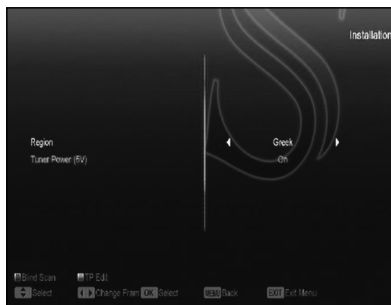 Installation
Region Greek
Tuner Power (5V) On
Blind Scan TP Edit
Select Change Fram OK Select MENU Back EXIT Exit Menu